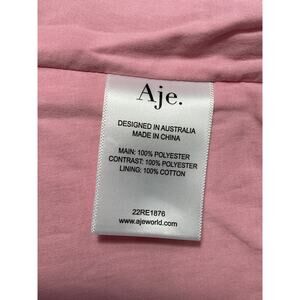 Aje.
DESIGNED IN AUSTRALIA
MADE IN CHINA
MAIN: 100% POLYESTER
CONTRAST: 100% POLYESTER
LINING: 100% COTTON
22RE1876
www.ajeworld.com